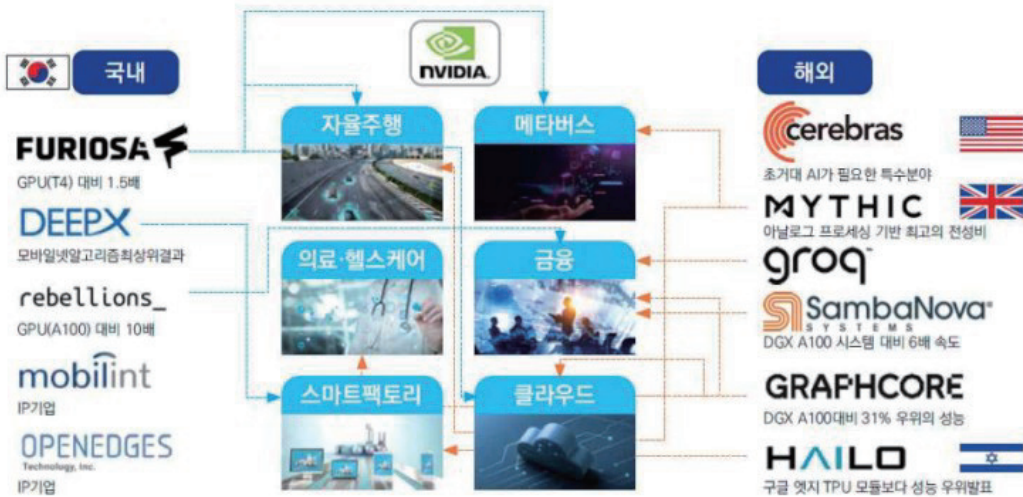 국내
FURIOSA
GPU(T4) 대비 1.5배
DEEPX
모바일넷알고리즘최상위결과
rebellions_
GPU(A100) 대비 10배
mobilint
IP기업
OPENEDGES
Technology, Inc.
IP기업
NVIDIA.
자율주행
메타버스
의료·헬스케어
금융
스마트팩토리
클라우드
해외
cerebras
초거대 AI가 필요한 특수분야
MYTHIC
아날로그 프로세싱 기반 최고의 전성비
groq™
SambaNova®
SYSTEMS
DGX A100 시스템 대비 6배 속도
GRAPHCORE
DGX A100대비 31% 우위의 성능
HAILO
구글 엣지 TPU 모듈보다 성능 우위발표